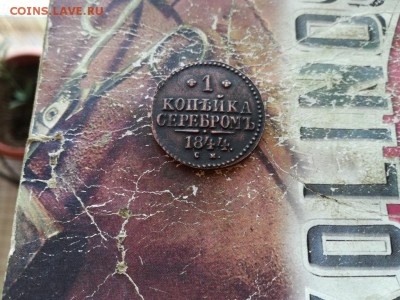 COINS.LAVE.RU
1
КОПѢЙКА
СЕРЕБРОМЪ
1844.
С М.